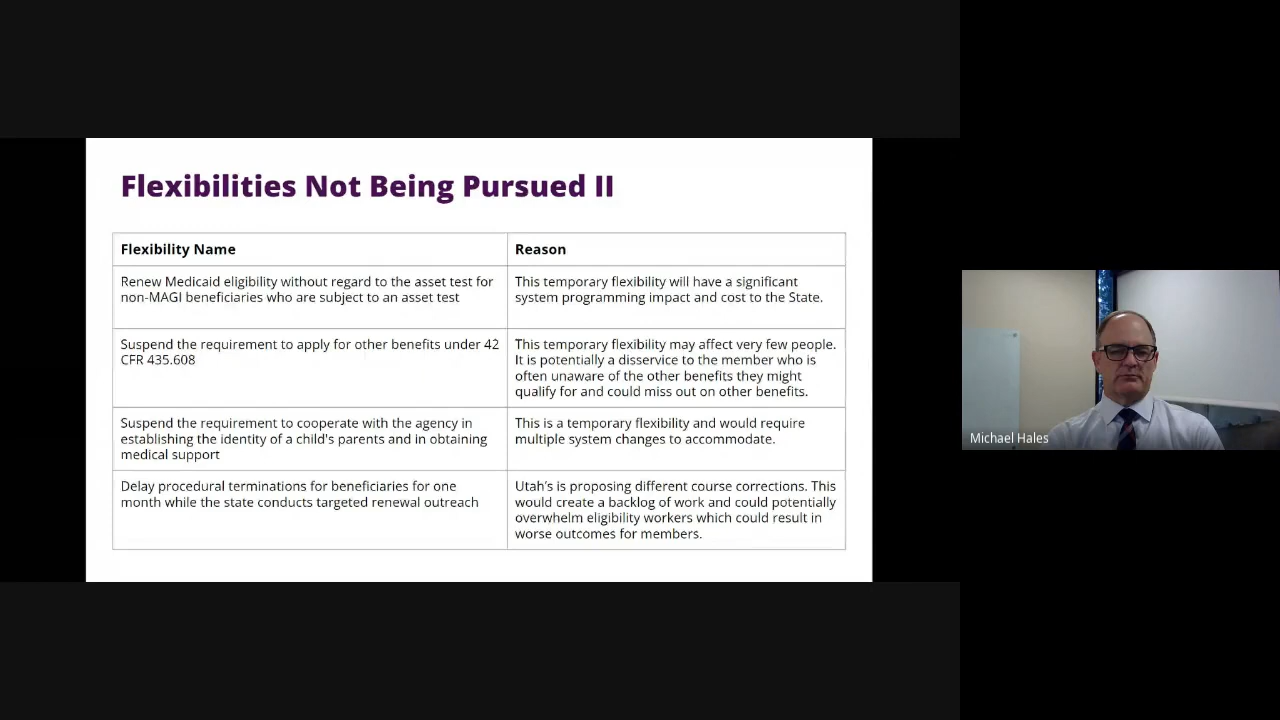 Flexibilities Not Being Pursued II
Flexibility Name
Reason
Renew Medicaid eligibility without regard to the asset test for
non-MAGI beneficiaries who are subject to an asset test
This temporary flexibility will have a significant
system programming impact and cost to the State.
Suspend the requirement to apply for other benefits under 42
CFR 435.608
This temporary flexibility may affect very few people.
It is potentially a disservice to the member who is
often unaware of the other benefits they might
qualify for and could miss out on other benefits.
Suspend the requirement to cooperate with the agency in
establishing the identity of a child's parents and in obtaining
medical support
This is a temporary flexibility and would require
multiple system changes to accommodate.
Delay procedural terminations for beneficiaries for one
month while the state conducts targeted renewal outreach
Utah's is proposing different course corrections. This
would create a backlog of work and could potentially
overwhelm eligibility workers which could result in
worse outcomes for members.
Michael Hales